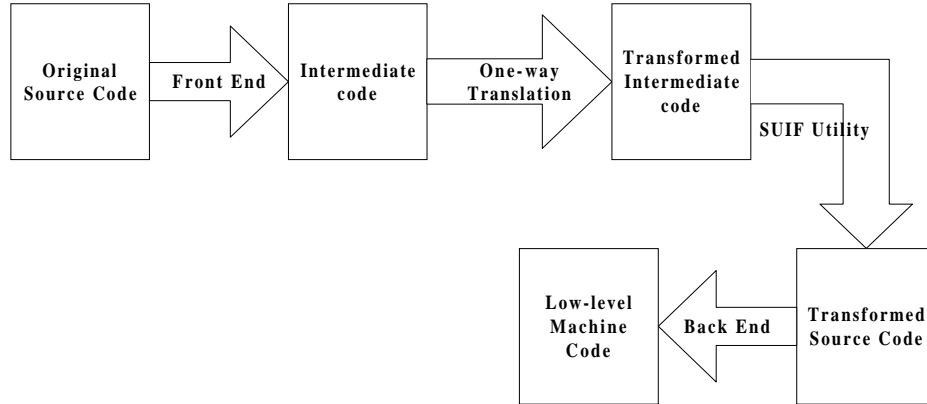 Original
Source Code
Front End
Intermediate
code
One-way
Translation
Transformed
Intermediate
code
SUIF Utility
Transformed
Source Code
Back End
Low-level
Machine
Code